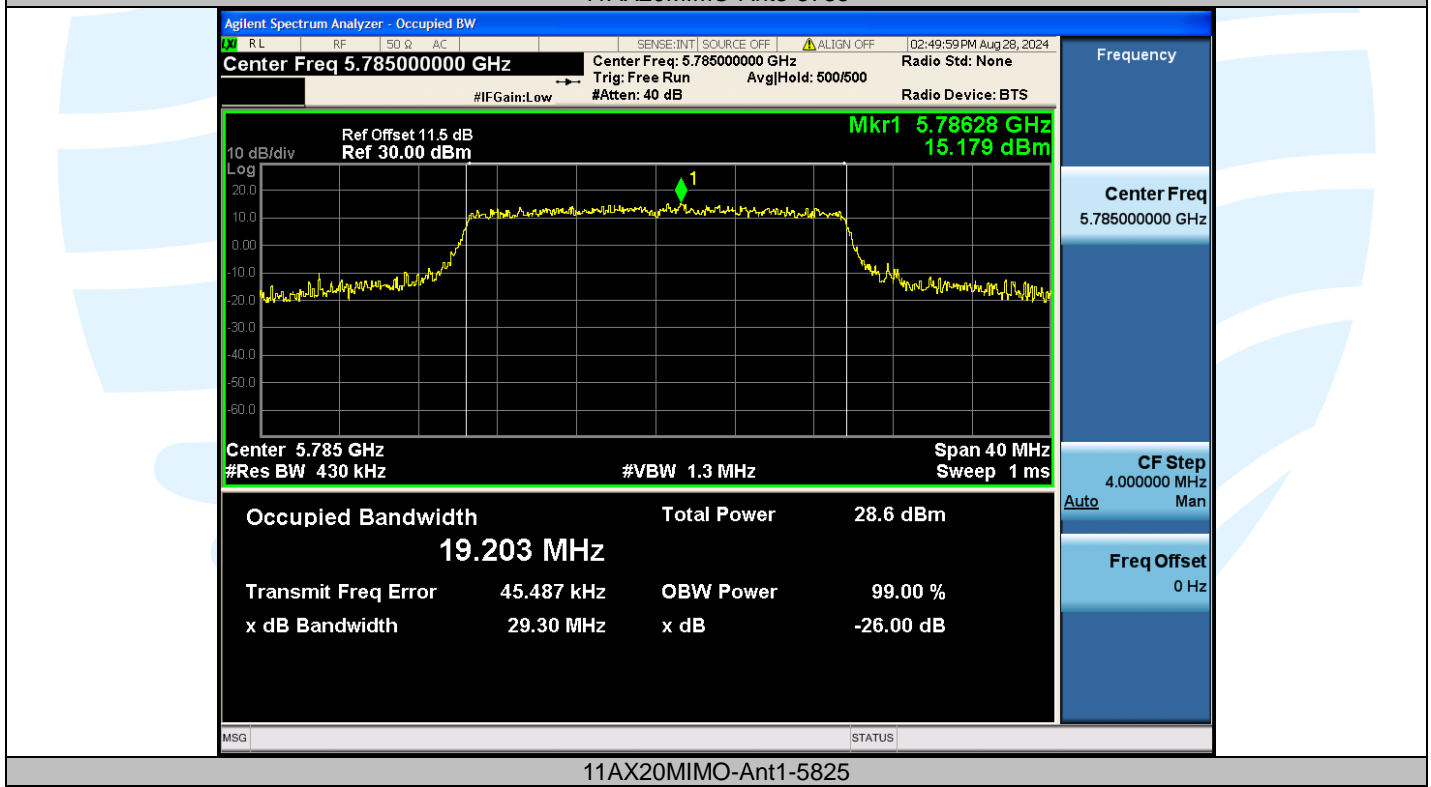 Agilent Spectrum Analyzer - Occupied BW
LXI RL RF 50 Ω AC SENSE:INT SOURCE OFF ALIGN OFF 02:49:59 PM Aug 28, 2024
Center Freq 5.785000000 GHz
Center Freq: 5.785000000 GHz
Radio Std: None
Trig: Free Run Avg|Hold: 500/500
#IFGain:Low
#Atten: 40 dB
Radio Device: BTS
Frequency
Mkr1 5.78628 GHz
15.179 dBm
Ref Offset 11.5 dB
10 dB/div Ref 30.00 dBm
Log
20.0
10.0
0.00
-10.0
-20.0
-30.0
-40.0
-50.0
-60.0
1
Center 5.785 GHz Span 40 MHz
#Res BW 430 kHz #VBW 1.3 MHz Sweep 1 ms
Center Freq
5.785000000 GHz
CF Step
4.000000 MHz
Auto Man
Freq Offset
0 Hz
Occupied Bandwidth Total Power 28.6 dBm
19.203 MHz
Transmit Freq Error 45.487 kHz OBW Power 99.00 %
x dB Bandwidth 29.30 MHz x dB -26.00 dB
MSG STATUS
11AX20MIMO-Ant1-5825